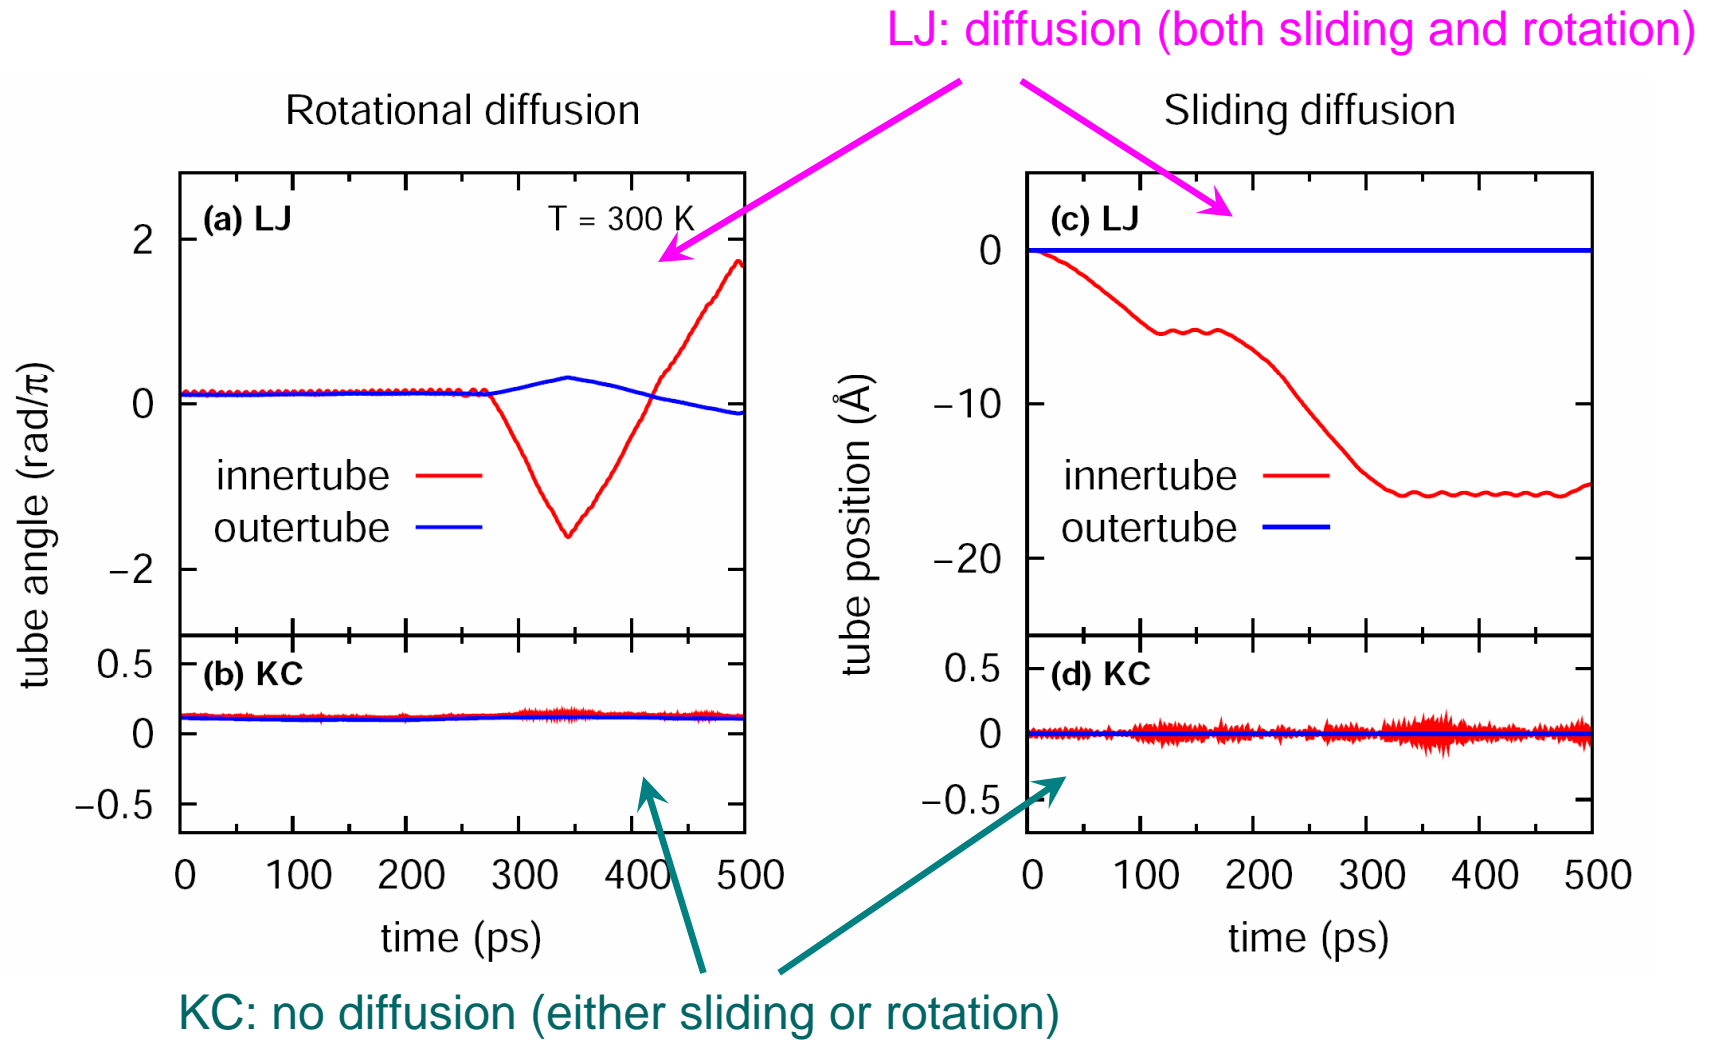 LJ: diffusion (both sliding and rotation)
Rotational diffusion
Sliding diffusion
(a) LJ
T = 300 K
2
0
−2
innertube
outertube
tube angle (rad/π)
(b) KC
0.5
0
−0.5
0 100 200 300 400 500
time (ps)
(c) LJ
0
−10
−20
innertube
outertube
tube position (Å)
(d) KC
0.5
0
−0.5
0 100 200 300 400 500
time (ps)
KC: no diffusion (either sliding or rotation)